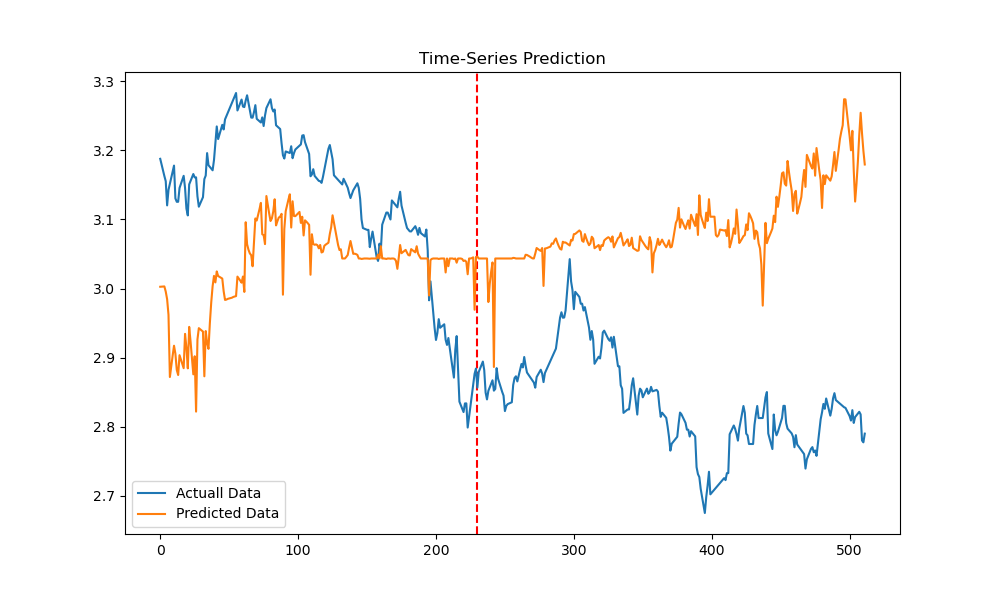 Time-Series Prediction
3.3
3.2
3.1
3.0
2.9
2.8
2.7
Actuall Data
Predicted Data
0 100 200 300 400 500